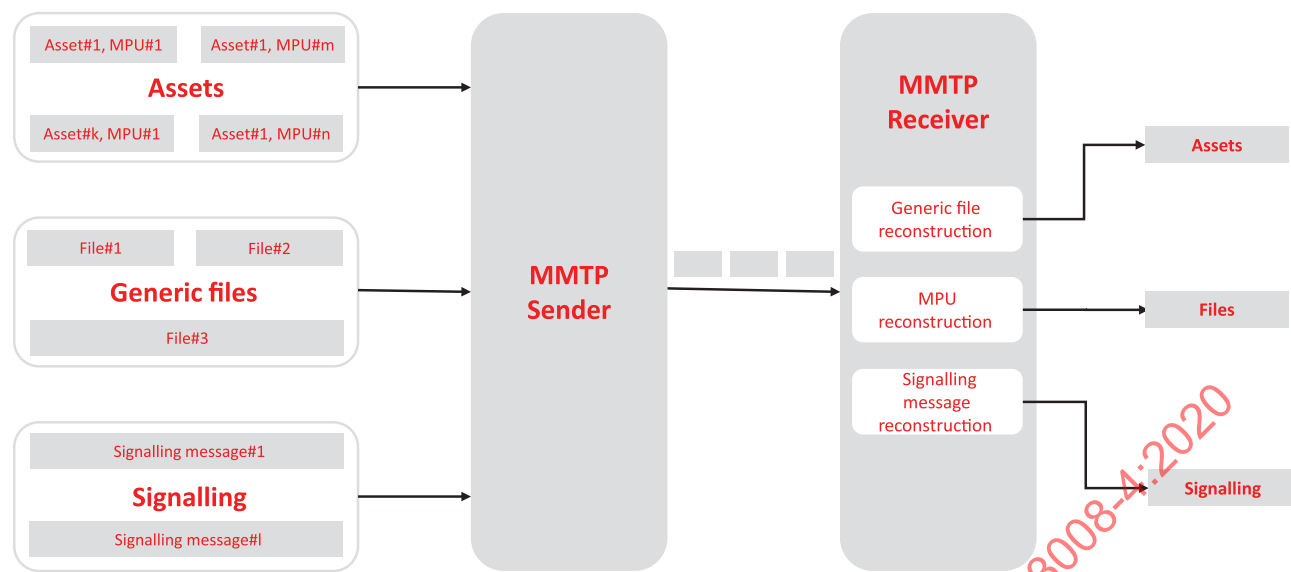 Asset#1, MPU#1
Asset#1, MPU#m
Assets
Asset#k, MPU#1
Asset#1, MPU#n
File#1
File#2
Generic files
File#3
Signalling message#1
Signalling
Signalling message#l
MMTP
Sender
MMTP
Receiver
Generic file
reconstruction
MPU
reconstruction
Signalling
message
reconstruction
Assets
Files
Signalling
3008-4:2020